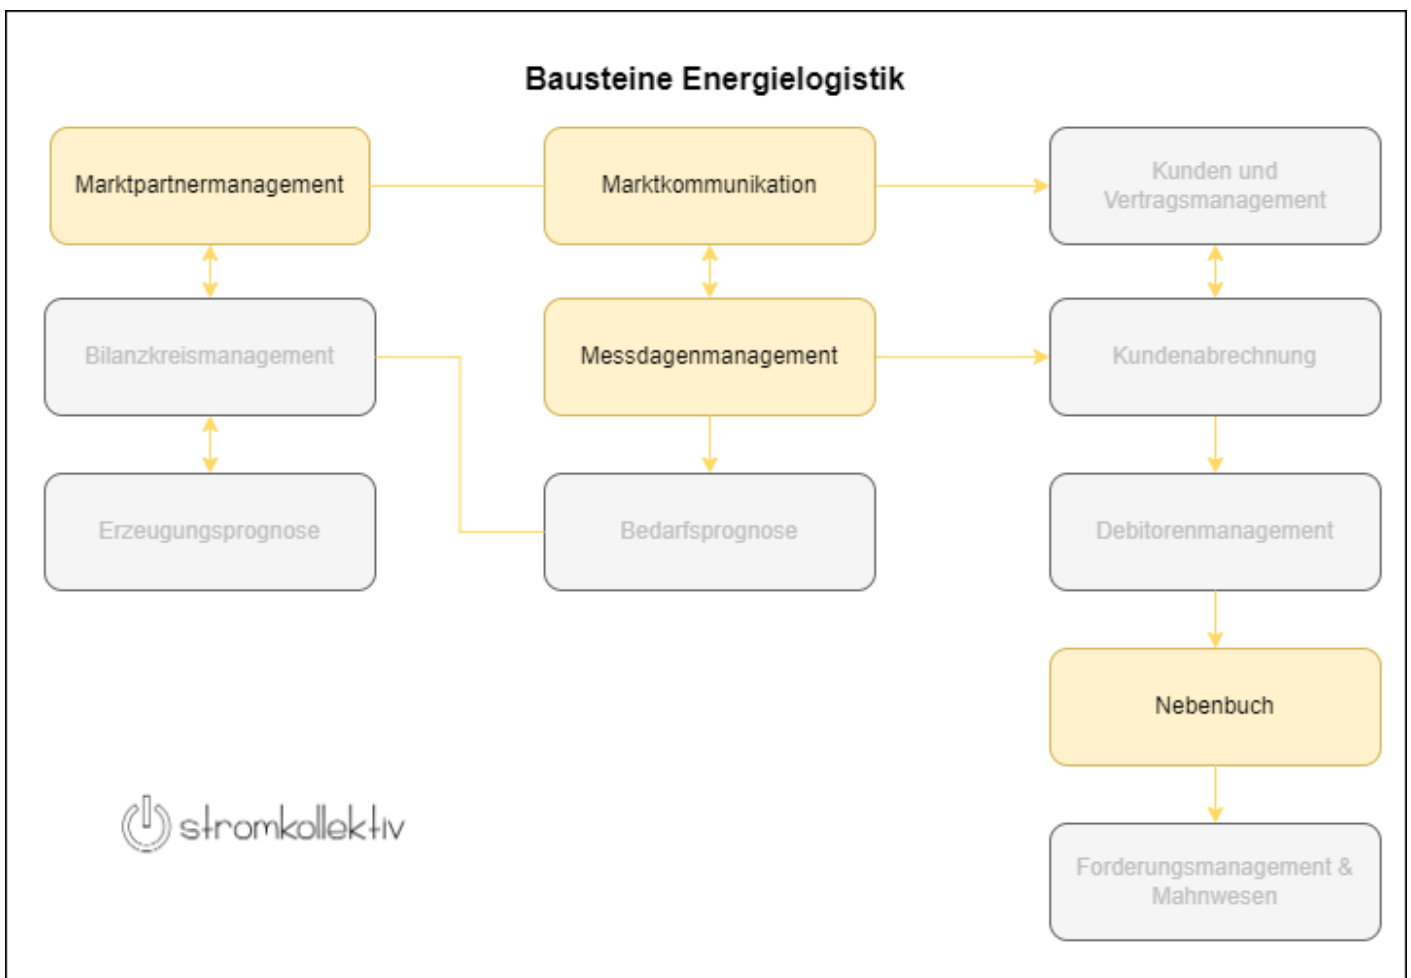 Bausteine Energielogistik
Marktpartnermanagement
Marktkommunikation
Kunden und
Vertragsmanagement
Bilanzkreismanagement
Messdagenmanagement
Kundenabrechnung
Erzeugungsprognose
Bedarfsprognose
Debitorenmanagement
Nebenbuch
stromkollektiv
Forderungsmanagement &
Mahnwesen